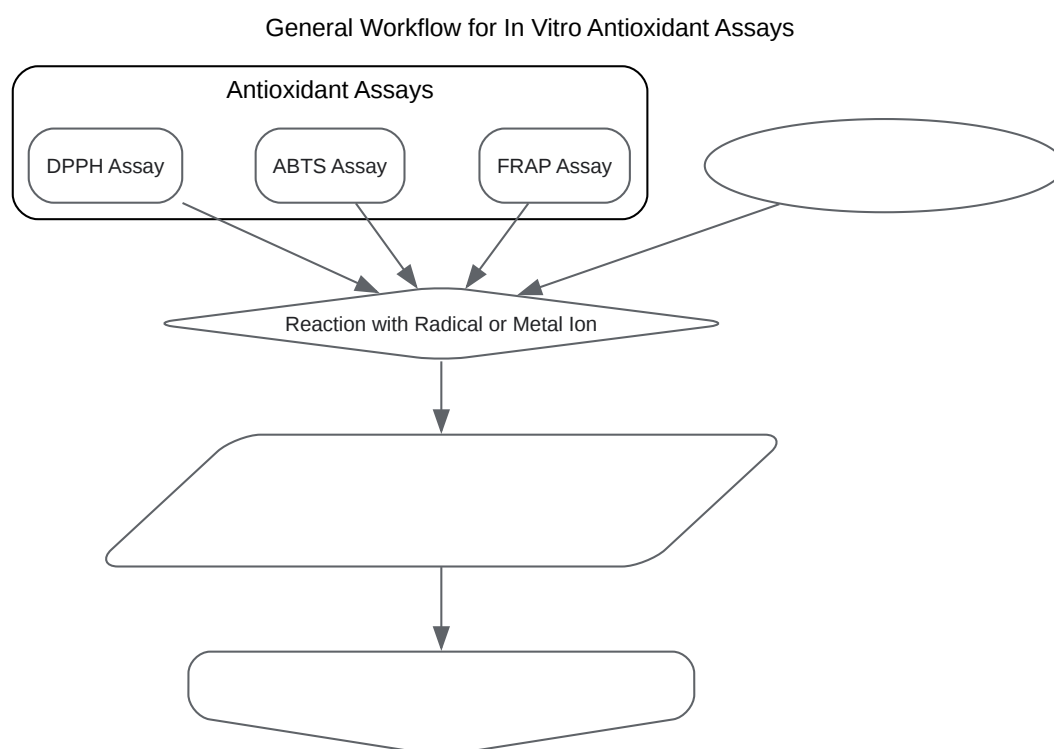 General Workflow for In Vitro Antioxidant Assays
Antioxidant Assays
DPPH Assay
ABTS Assay
FRAP Assay
Reaction with Radical or Metal Ion